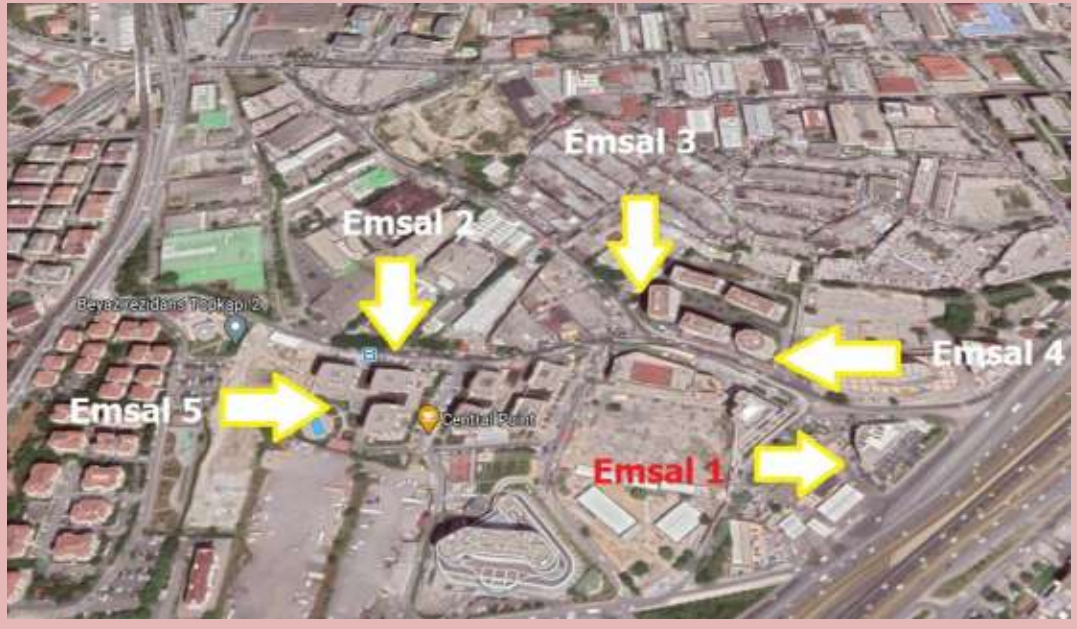 Emsal 3
Emsal 2
Beyaz rezidans Topkapı 2
Emsal 4
Emsal 5
Central Point
Emsal 1